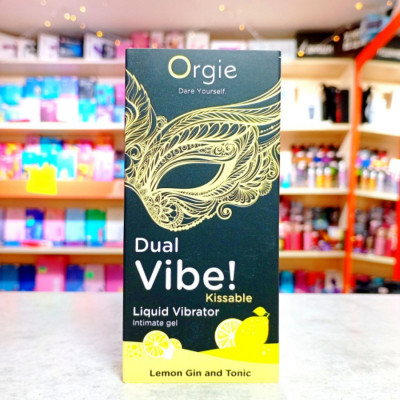 Orgie
Dare Yourself
Dual
Vibe!
Kissable
Liquid Vibrator
Intimate gel
Lemon Gin and Tonic